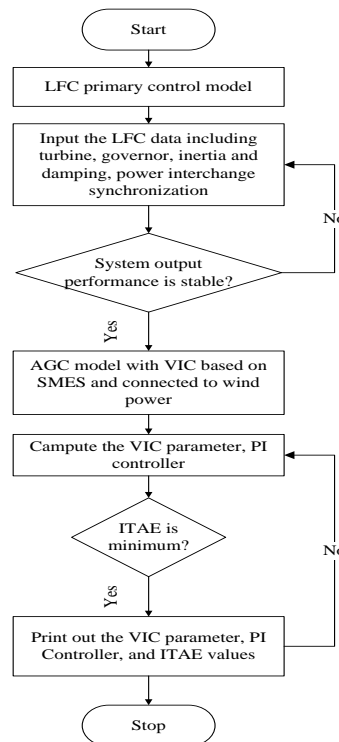 Start
LFC primary control model
Input the LFC data including
turbine, governor, inertia and
damping, power interchange
synchronization
No
System output
performance is stable?
Yes
AGC model with VIC based on
SMES and connected to wind
power
Campute the VIC parameter, PI
controller
ITAE is
minimum?
No
Yes
Print out the VIC parameter, PI
Controller, and ITAE values
Stop